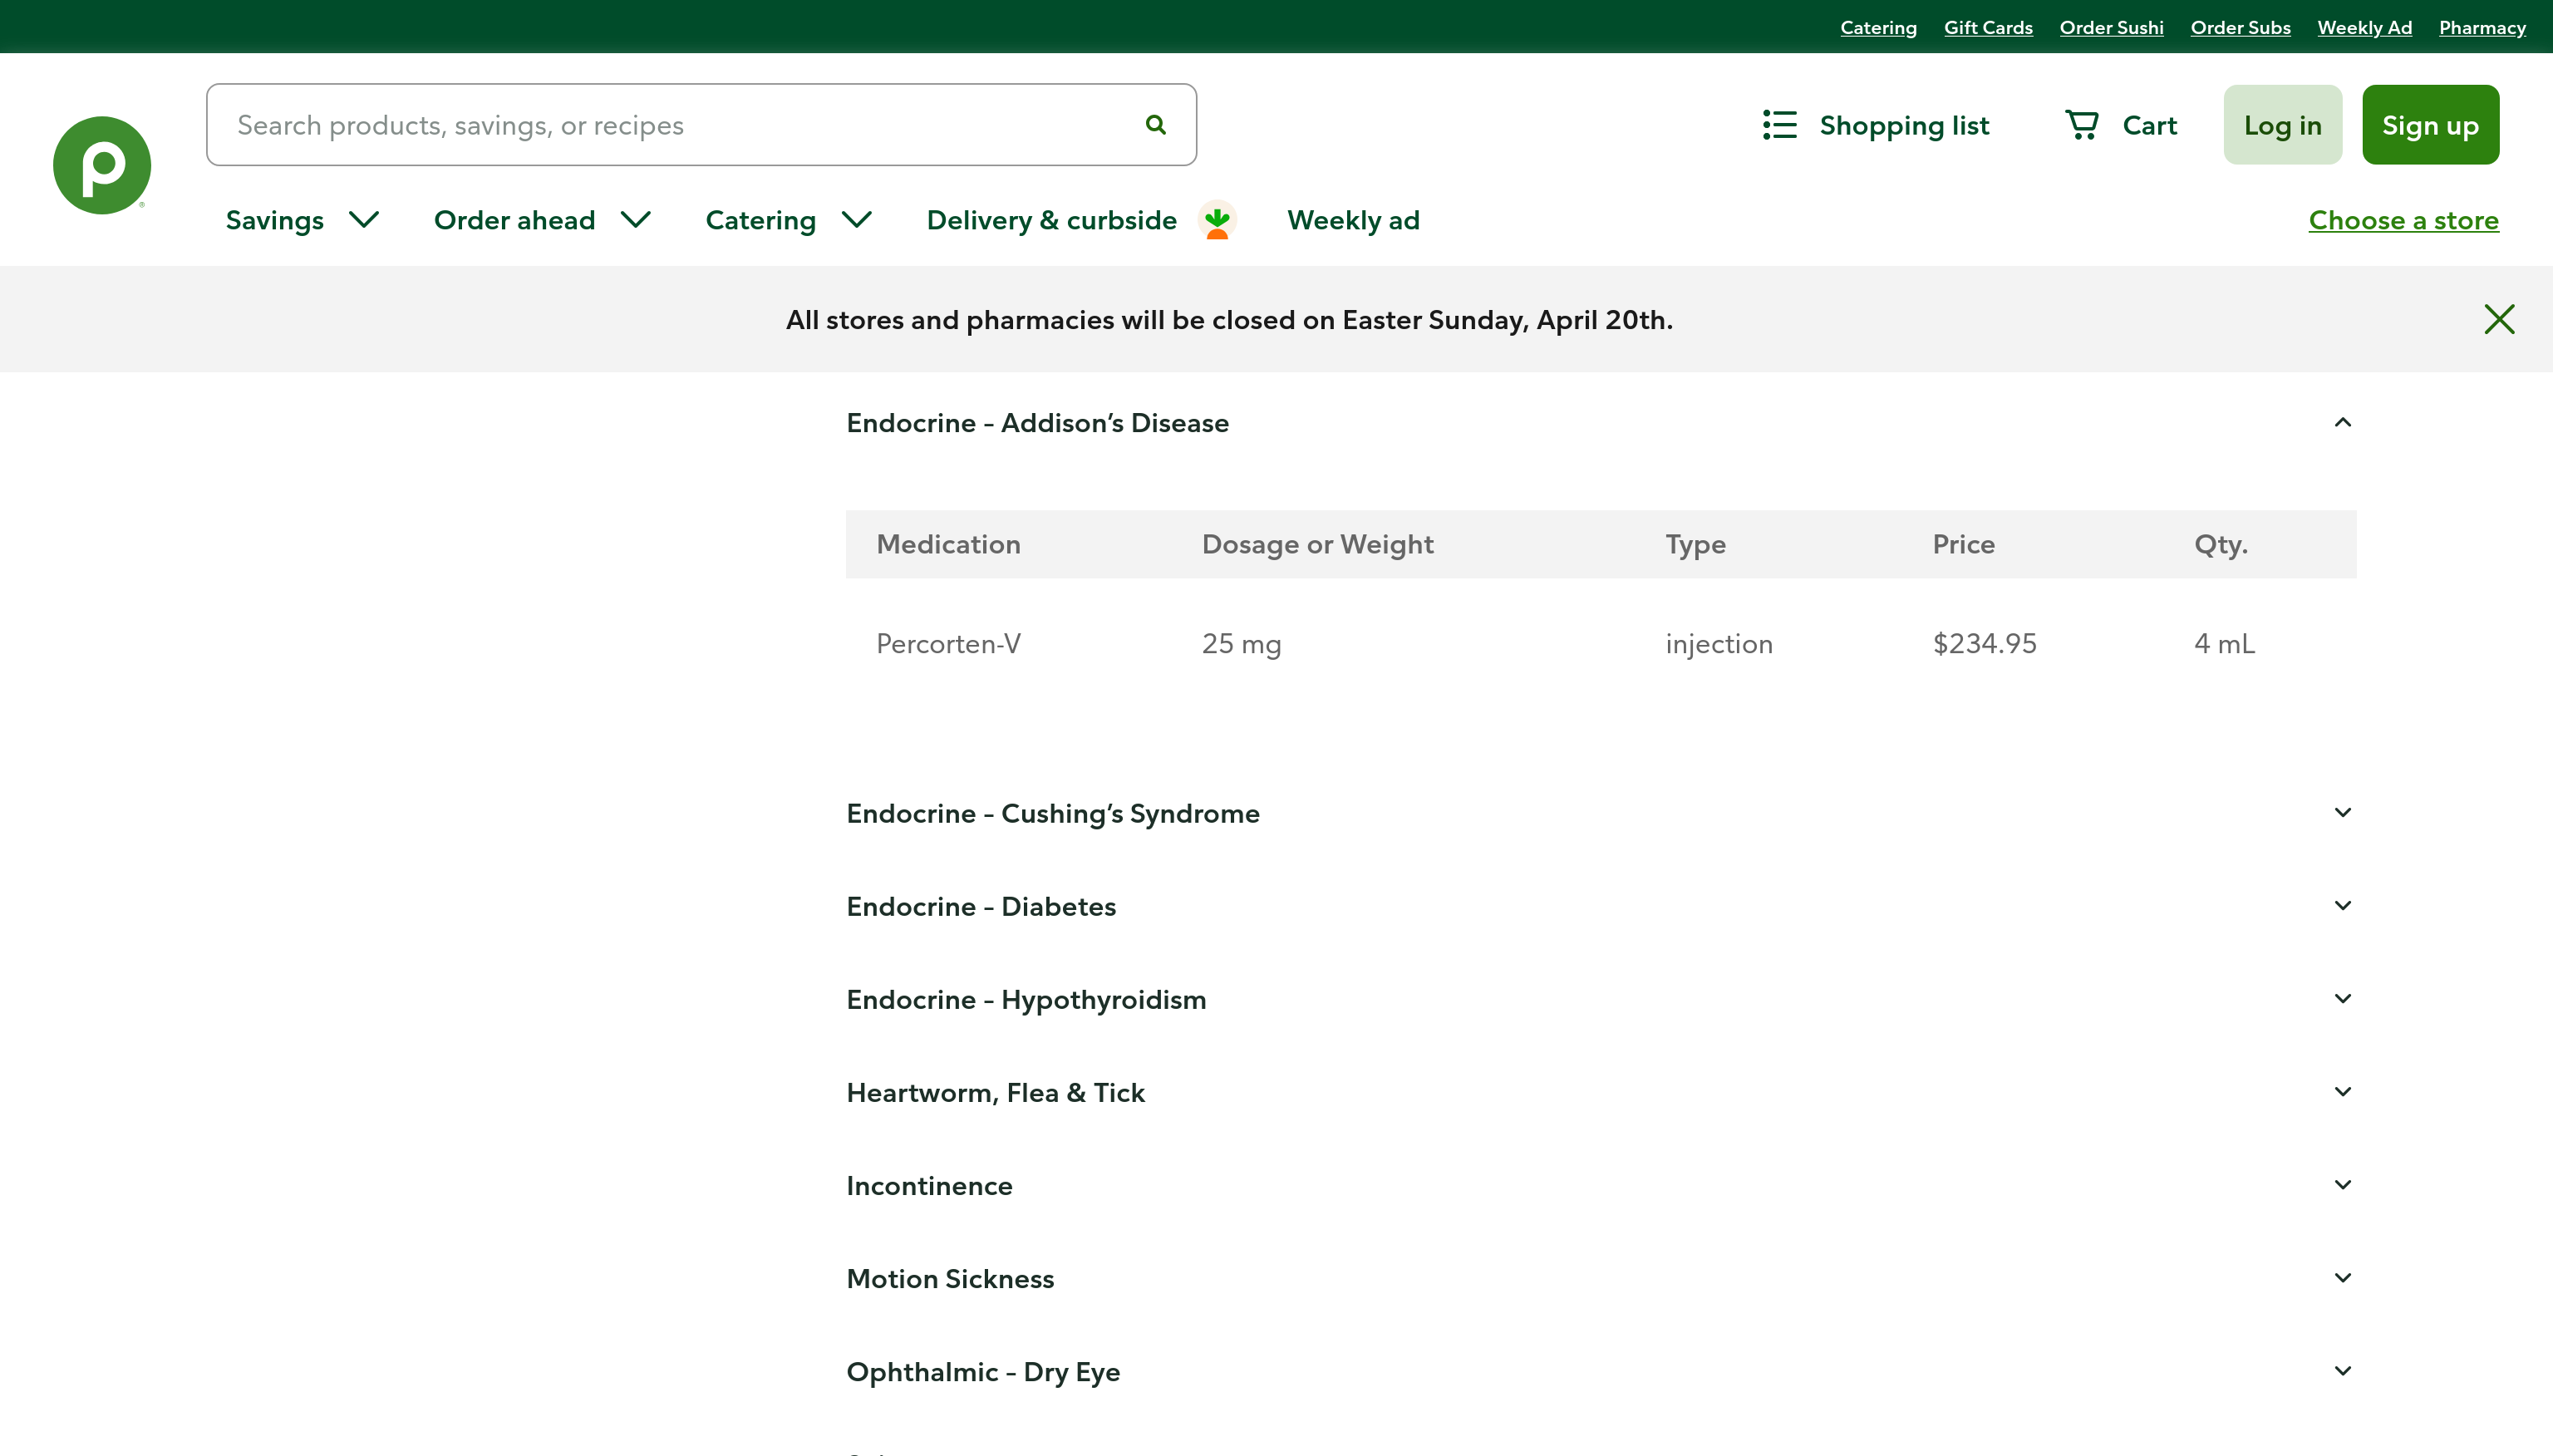 Catering Gift Cards Order Sushi Order Subs Weekly Ad Pharmacy
Search products, savings, or recipes
Shopping list Cart Log in Sign up
Savings Order ahead Catering Delivery & curbside Weekly ad Choose a store
All stores and pharmacies will be closed on Easter Sunday, April 20th.
Endocrine - Addison’s Disease
Medication Dosage or Weight Type Price Qty.
Percorten-V 25 mg injection $234.95 4 mL
Endocrine - Cushing’s Syndrome
Endocrine - Diabetes
Endocrine - Hypothyroidism
Heartworm, Flea & Tick
Incontinence
Motion Sickness
Ophthalmic - Dry Eye